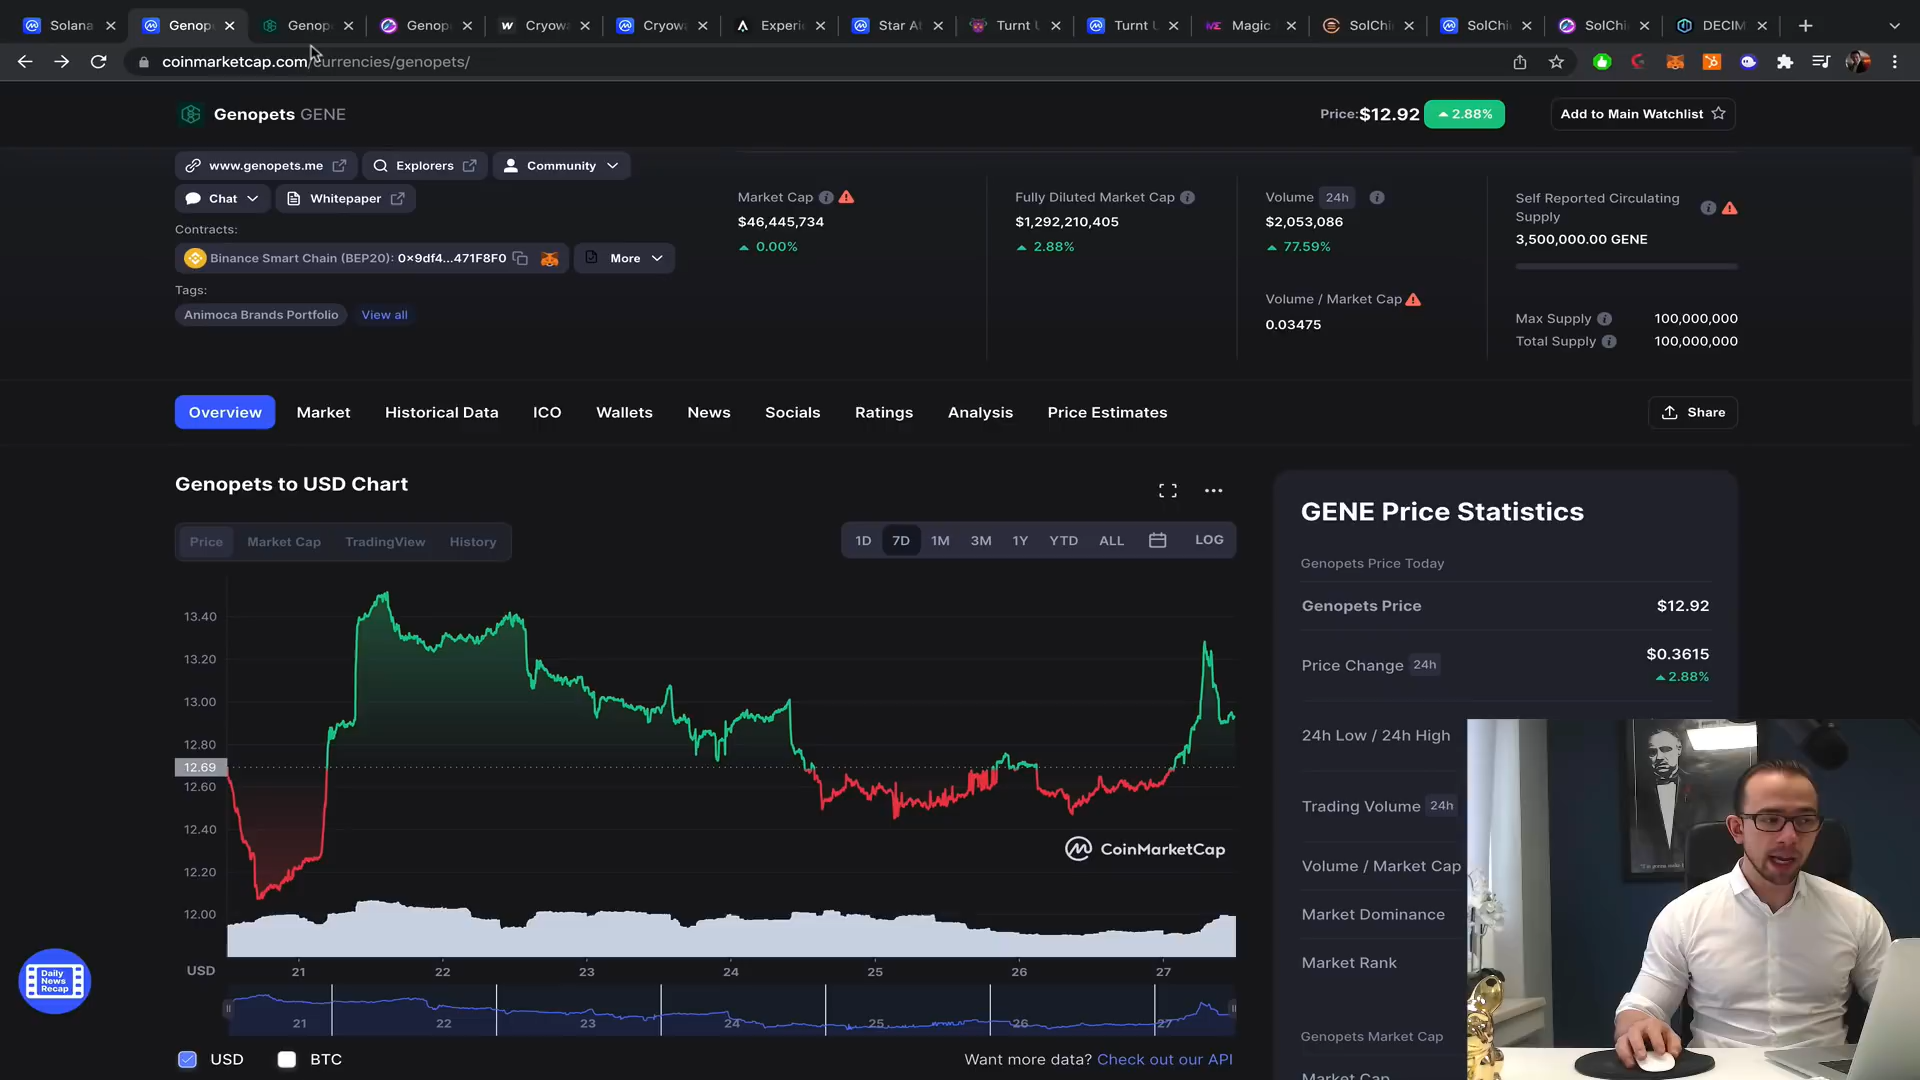 Solana
Genop
Genop
Genop
Cryow
Cryow
Experi
Star At
Turnt U
Turnt U
Magic
SolChi
SolChi
SolChi
DECIM
coinmarketcap.com/currencies/genopets/
Genopets GENE
Price:$12.92
2.88%
Add to Main Watchlist
www.genopets.me
Explorers
Community
Chat
Whitepaper
Contracts:
Binance Smart Chain (BEP20): 0x9df4...471F8F0
More
Tags:
Animoca Brands Portfolio
View all
Market Cap
$46,445,734
0.00%
Fully Diluted Market Cap
$1,292,210,405
2.88%
Volume 24h
$2,053,086
77.59%
Volume / Market Cap
0.03475
Self Reported Circulating
Supply
3,500,000.00 GENE
Max Supply 100,000,000
Total Supply 100,000,000
Overview
Market
Historical Data
ICO
Wallets
News
Socials
Ratings
Analysis
Price Estimates
Share
Genopets to USD Chart
Price
Market Cap
TradingView
History
1D
7D
1M
3M
1Y
YTD
ALL
LOG
13.40
13.20
13.00
12.80
12.69
12.60
12.40
12.20
12.00
CoinMarketCap
USD
21
22
23
24
25
26
27
21
22
23
24
25
26
27
USD
BTC
Want more data? Check out our API
Daily
News
Recap
GENE Price Statistics
Genopets Price Today
Genopets Price $12.92
Price Change 24h
$0.3615
2.88%
24h Low / 24h High
Trading Volume 24h
Volume / Market Cap
Market Dominance
Market Rank
Genopets Market Cap
Market Cap